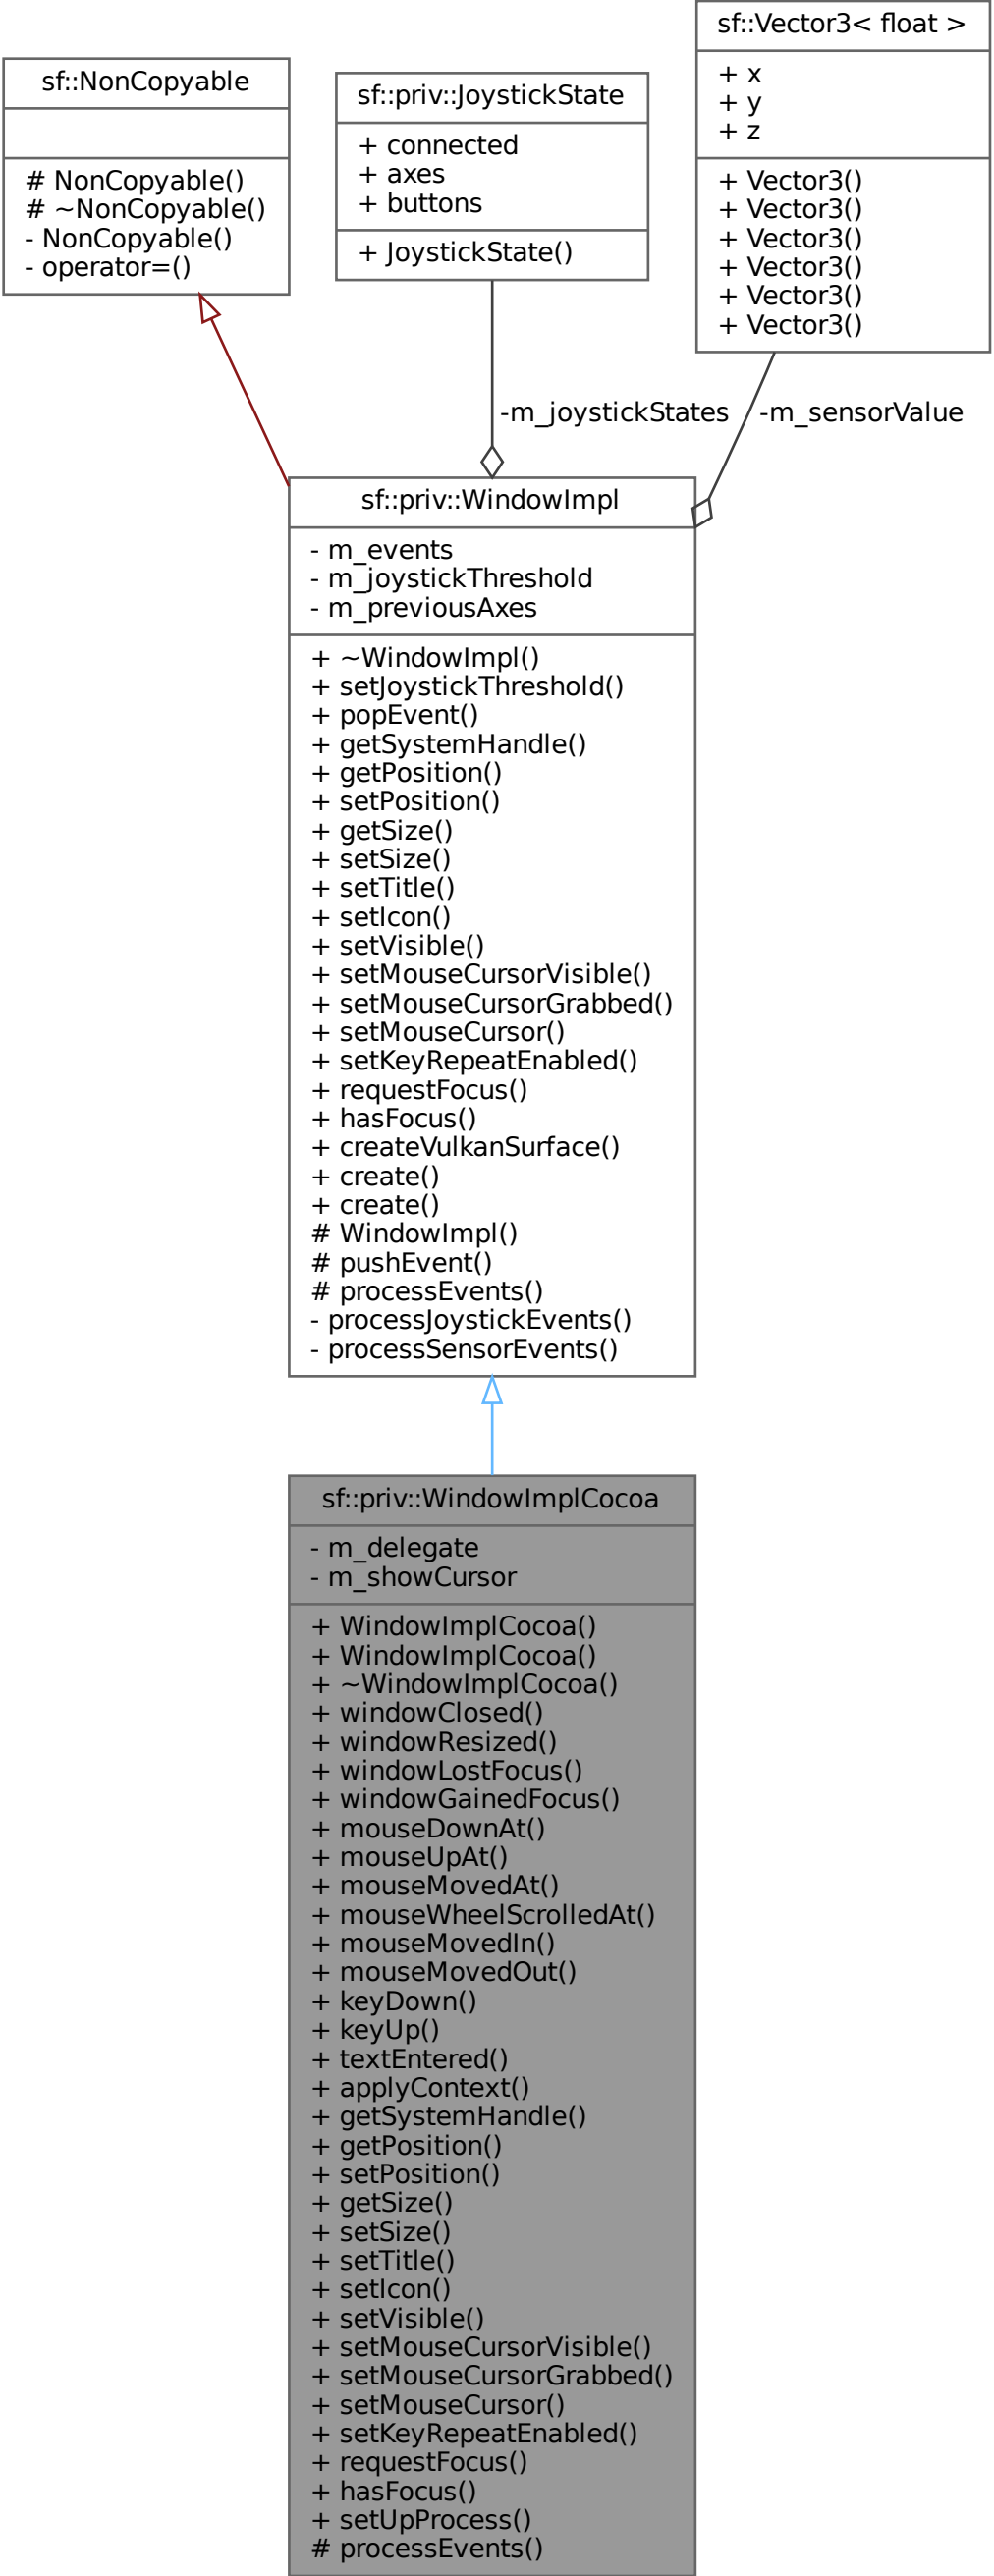 sf::NonCopyable
# NonCopyable()
# ~NonCopyable()
- NonCopyable()
- operator=()
sf::priv::JoystickState
+ connected
+ axes
+ buttons
+ JoystickState()
sf::Vector3< float >
+ x
+ y
+ z
+ Vector3()
+ Vector3()
+ Vector3()
+ Vector3()
+ Vector3()
+ Vector3()
-m_joystickStates
-m_sensorValue
sf::priv::WindowImpl
- m_events
- m_joystickThreshold
- m_previousAxes
+ ~WindowImpl()
+ setJoystickThreshold()
+ popEvent()
+ getSystemHandle()
+ getPosition()
+ setPosition()
+ getSize()
+ setSize()
+ setTitle()
+ setIcon()
+ setVisible()
+ setMouseCursorVisible()
+ setMouseCursorGrabbed()
+ setMouseCursor()
+ setKeyRepeatEnabled()
+ requestFocus()
+ hasFocus()
+ createVulkanSurface()
+ create()
+ create()
# WindowImpl()
# pushEvent()
# processEvents()
- processJoystickEvents()
- processSensorEvents()
sf::priv::WindowImplCocoa
- m_delegate
- m_showCursor
+ WindowImplCocoa()
+ WindowImplCocoa()
+ ~WindowImplCocoa()
+ windowClosed()
+ windowResized()
+ windowLostFocus()
+ windowGainedFocus()
+ mouseDownAt()
+ mouseUpAt()
+ mouseMovedAt()
+ mouseWheelScrolledAt()
+ mouseMovedIn()
+ mouseMovedOut()
+ keyDown()
+ keyUp()
+ textEntered()
+ applyContext()
+ getSystemHandle()
+ getPosition()
+ setPosition()
+ getSize()
+ setSize()
+ setTitle()
+ setIcon()
+ setVisible()
+ setMouseCursorVisible()
+ setMouseCursorGrabbed()
+ setMouseCursor()
+ setKeyRepeatEnabled()
+ requestFocus()
+ hasFocus()
+ setUpProcess()
# processEvents()